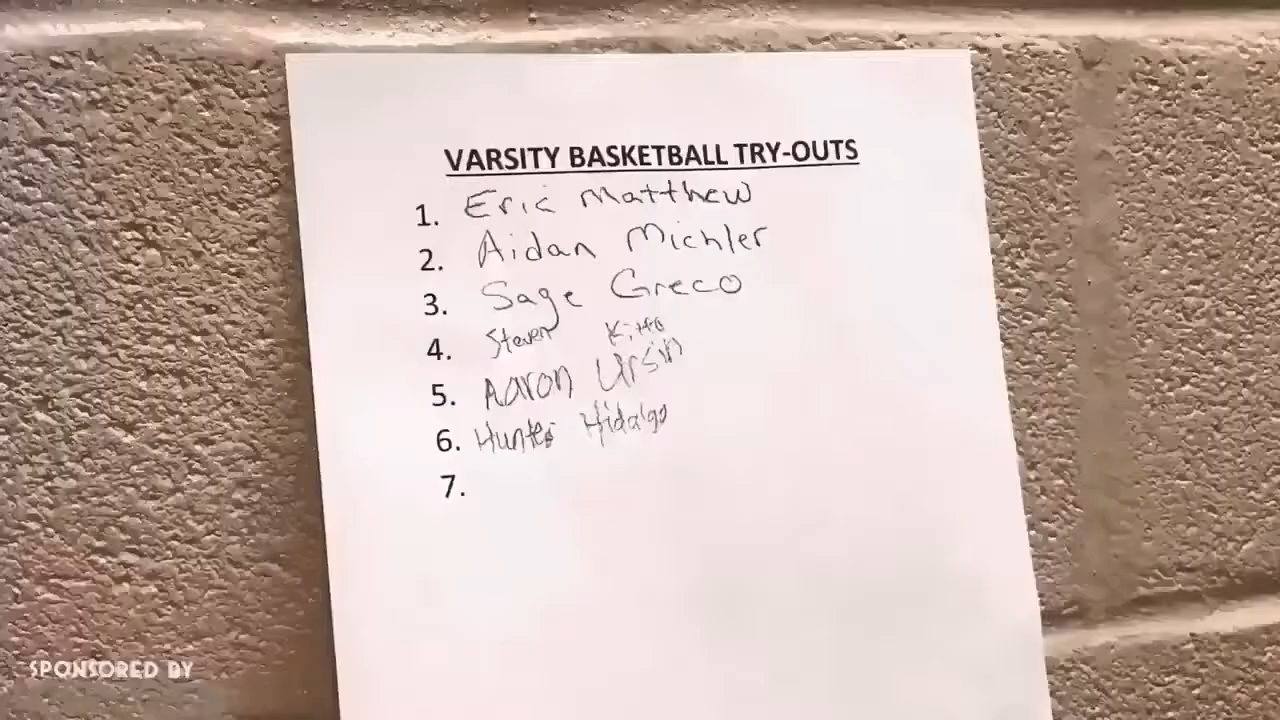 VARSITY BASKETBALL TRY-OUTS
1. Eric Matthew
2. Aidan Michler
3. Sage Greco
4. Steven Kitto
5. Aaron Ursin
6. Hunter Hidalgo
7.
SPONSORED BY